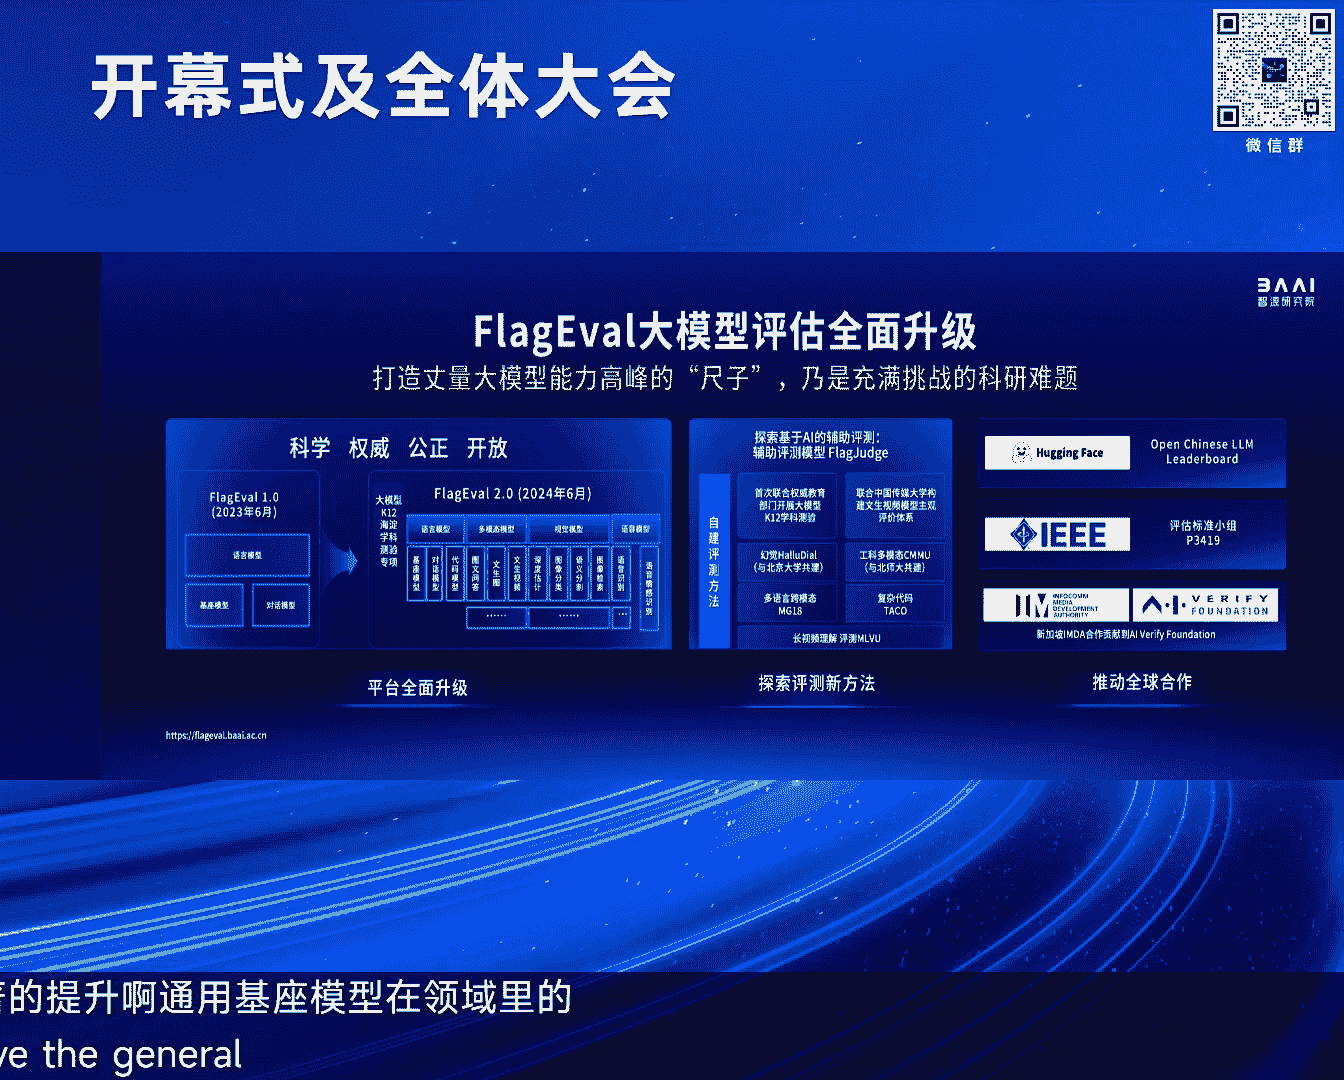 开幕式及全体大会
微信群
BAAI
智源研究院
FlagEval大模型评估全面升级
打造丈量大模型能力高峰的“尺子”，乃是充满挑战的科研难题
科学 权威 公正 开放
FlagEval 1.0
(2023年6月)
语言模型
基座模型
对话模型
大模型
K12
海淀
学科
测验
专项
FlagEval 2.0 (2024年6月)
语言模型
多模态模型
视觉模型
语音模型
基座模型
对话模型
代码模型
图文问答
文生图
文生视频
深度估计
图像分类
语义分割
图像检索
语音识别
语音情感识别
……
……
…
平台全面升级
探索基于AI的辅助评测：
辅助评测模型 FlagJudge
自建评测方法
首次联合权威教育
部门开展大模型
K12学科测验
联合中国传媒大学构
建文生视频模型主观
评价体系
幻觉HalluDial
（与北京大学共建）
工科多模态CMMU
（与北师大共建）
多语言跨模态
MG18
复杂代码
TACO
长视频理解 评测MLVU
探索评测新方法
Hugging Face
Open Chinese LLM
Leaderboard
IEEE
评估标准小组
P3419
INFOCOMM
MEDIA
DEVELOPMENT
AUTHORITY
VERIFY
FOUNDATION
新加坡IMDA合作贡献到AI Verify Foundation
推动全球合作
https://flageval.baai.ac.cn
的提升啊通用基座模型在领域里的
ve the general